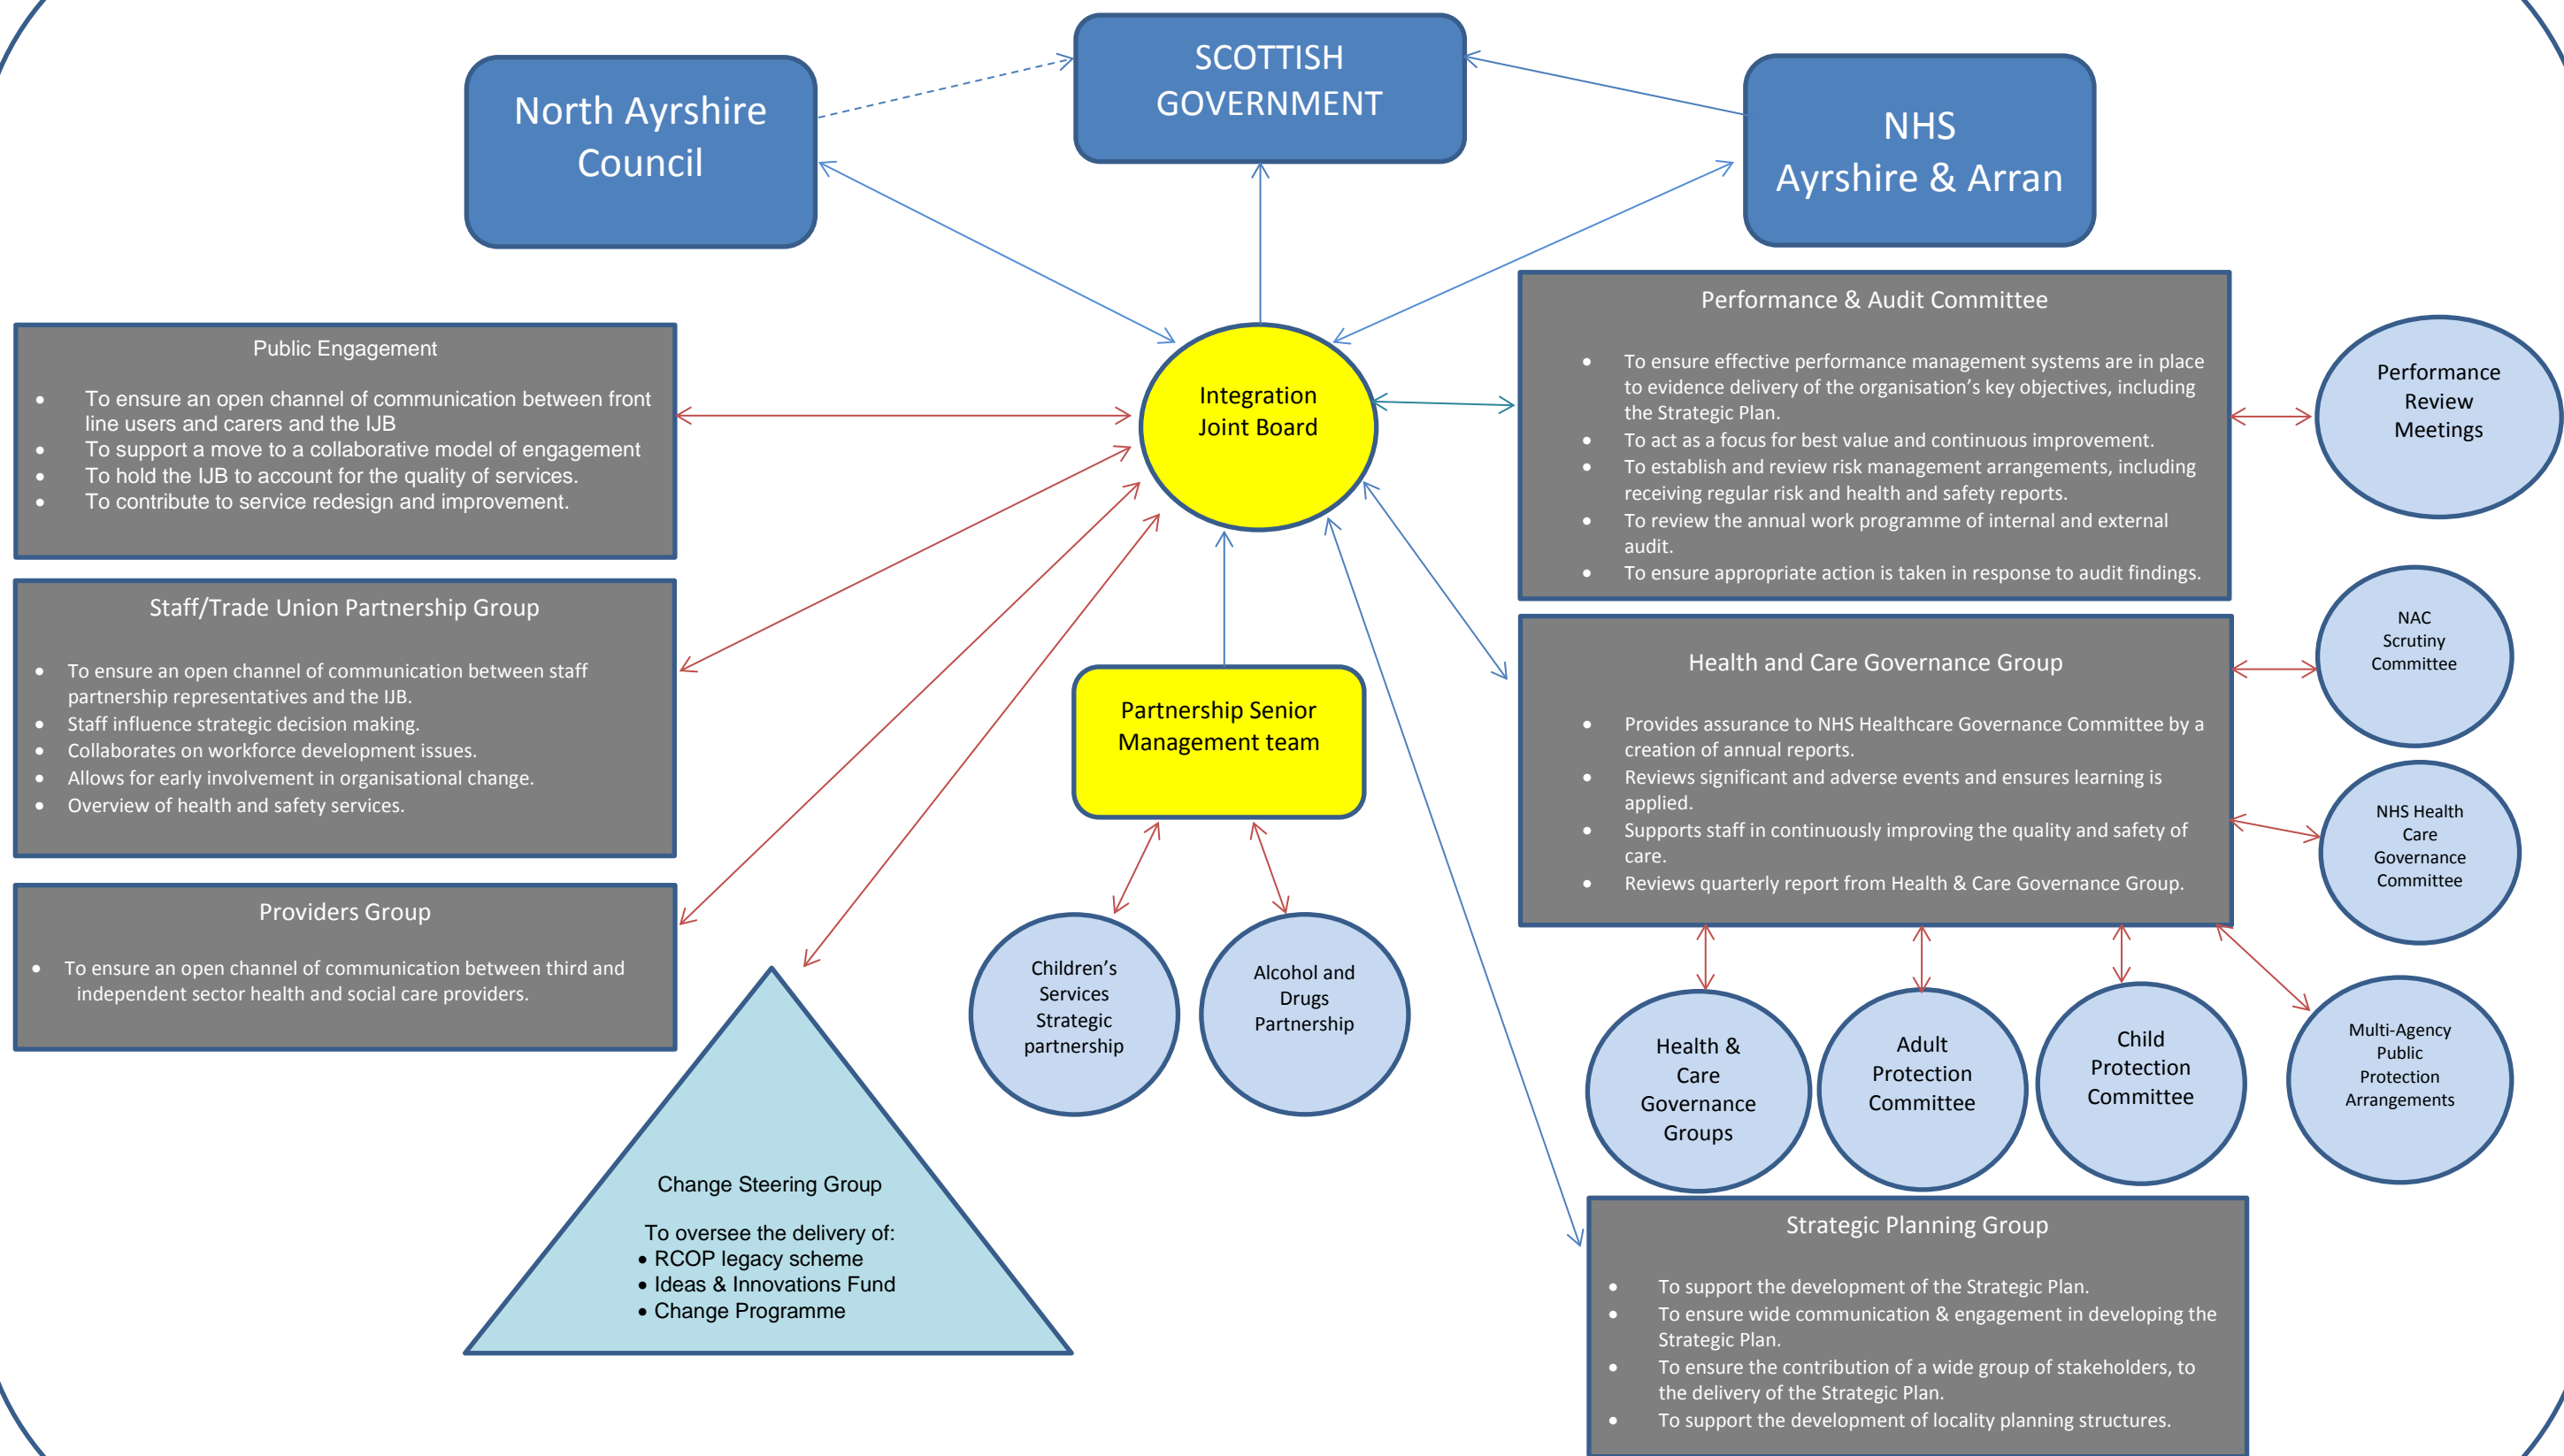 SCOTTISH
GOVERNMENT
North Ayrshire
Council
NHS
Ayrshire & Arran
Integration
Joint Board
Public Engagement
• To ensure an open channel of communication between front
line users and carers and the IJB
• To support a move to a collaborative model of engagement
• To hold the IJB to account for the quality of services.
• To contribute to service redesign and improvement.
Staff/Trade Union Partnership Group
• To ensure an open channel of communication between staff
partnership representatives and the IJB.
• Staff influence strategic decision making.
• Collaborates on workforce development issues.
• Allows for early involvement in organisational change.
• Overview of health and safety services.
Providers Group
• To ensure an open channel of communication between third and
independent sector health and social care providers.
Change Steering Group
To oversee the delivery of:
• RCOP legacy scheme
• Ideas & Innovations Fund
• Change Programme
Partnership Senior
Management team
Children's
Services
Strategic
partnership
Alcohol and
Drugs
Partnership
Performance & Audit Committee
• To ensure effective performance management systems are in place
to evidence delivery of the organisation's key objectives, including
the Strategic Plan.
• To act as a focus for best value and continuous improvement.
• To establish and review risk management arrangements, including
receiving regular risk and health and safety reports.
• To review the annual work programme of internal and external
audit.
• To ensure appropriate action is taken in response to audit findings.
Performance
Review
Meetings
Health and Care Governance Group
• Provides assurance to NHS Healthcare Governance Committee by a
creation of annual reports.
• Reviews significant and adverse events and ensures learning is
applied.
• Supports staff in continuously improving the quality and safety of
care.
• Reviews quarterly report from Health & Care Governance Group.
NAC
Scrutiny
Committee
NHS Health
Care
Governance
Committee
Health &
Care
Governance
Groups
Adult
Protection
Committee
Child
Protection
Committee
Multi-Agency
Public
Protection
Arrangements
Strategic Planning Group
• To support the development of the Strategic Plan.
• To ensure wide communication & engagement in developing the
Strategic Plan.
• To ensure the contribution of a wide group of stakeholders, to
the delivery of the Strategic Plan.
• To support the development of locality planning structures.